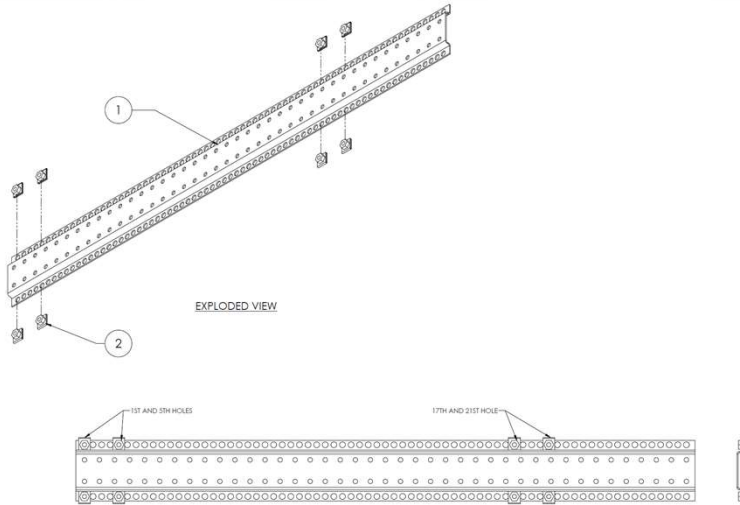 1
2
EXPLODED VIEW
1ST AND 5TH HOLES
17TH AND 21ST HOLE